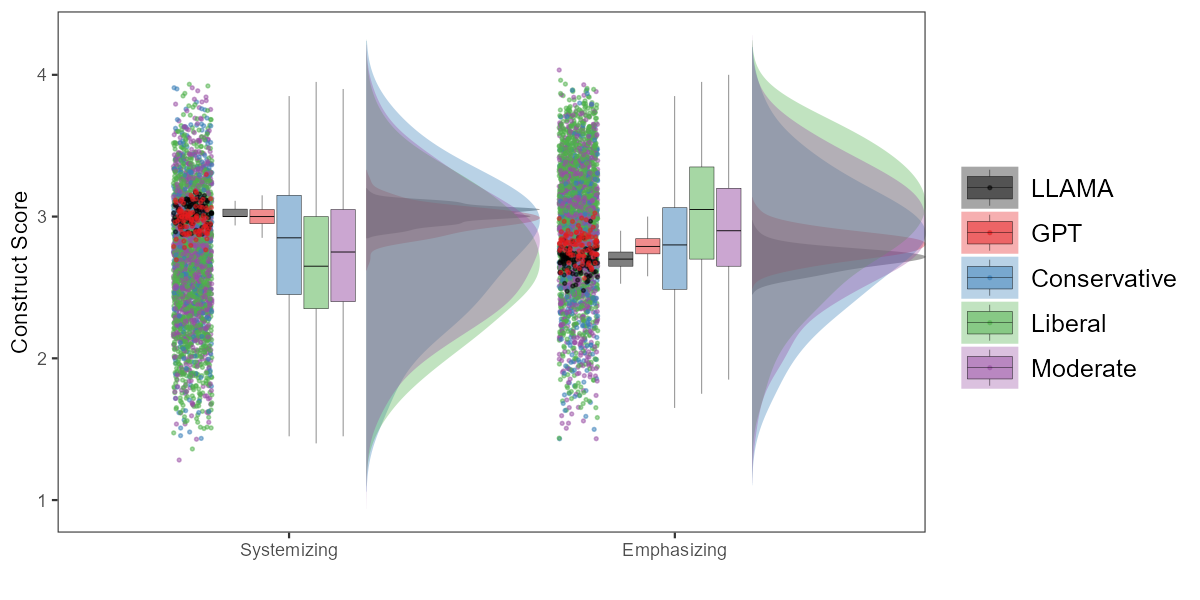 Construct Score
4
3
2
1
Systemizing
Emphasizing
LLAMA
GPT
Conservative
Liberal
Moderate